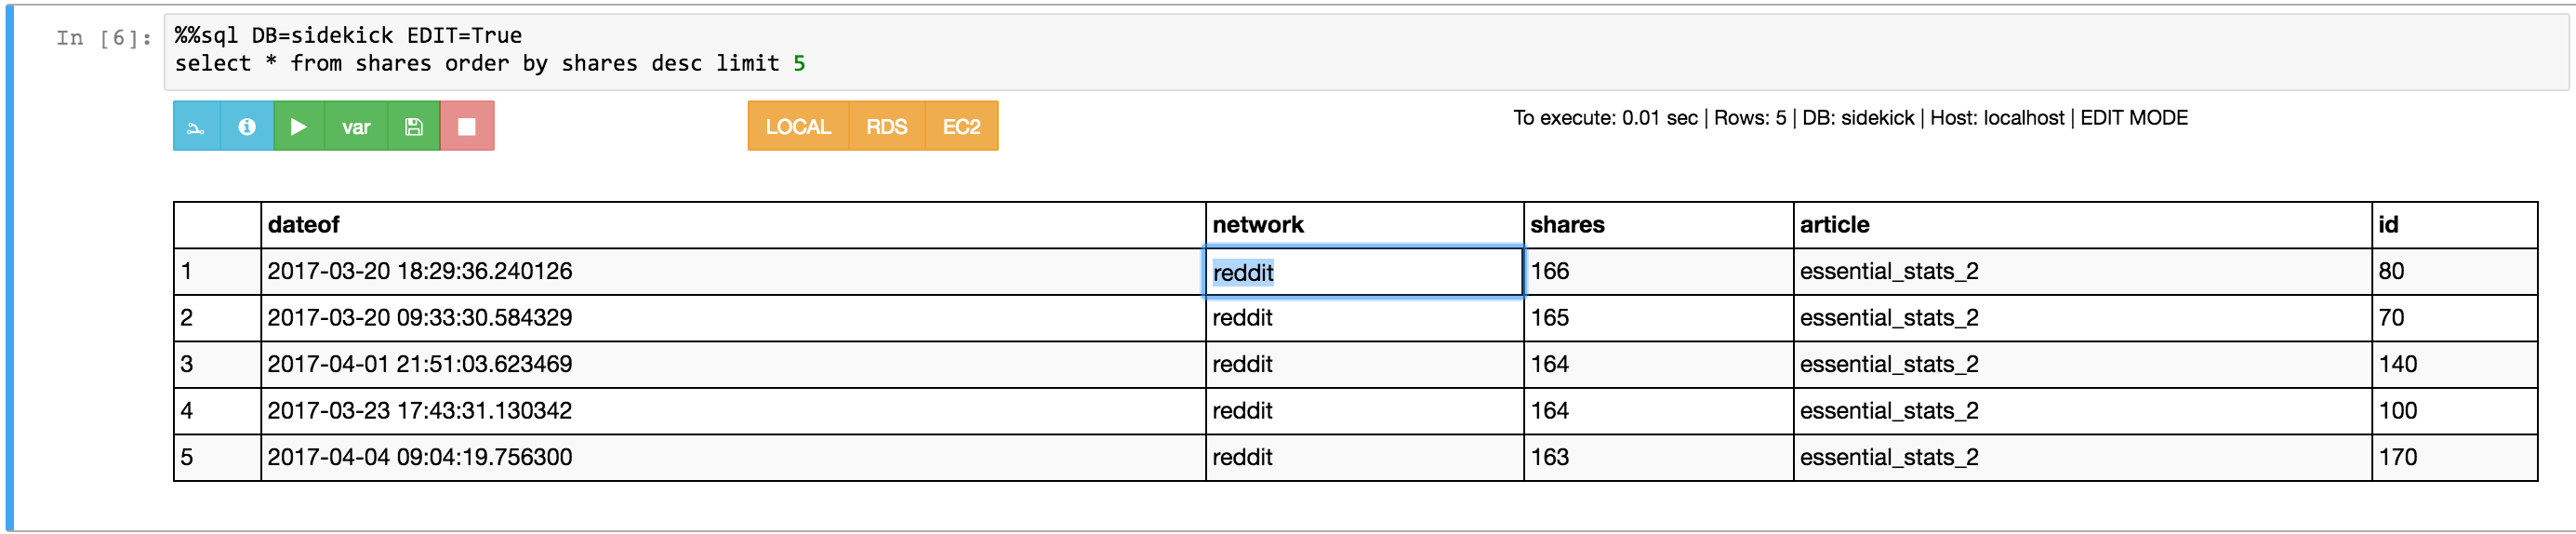 In [6]: %%sql DB=sidekick EDIT=True
select * from shares order by shares desc limit 5
var LOCAL RDS EC2 To execute: 0.01 sec | Rows: 5 | DB: sidekick | Host: localhost | EDIT MODE
dateof network shares article id
1 2017-03-20 18:29:36.240126 reddit 166 essential_stats_2 80
2 2017-03-20 09:33:30.584329 reddit 165 essential_stats_2 70
3 2017-04-01 21:51:03.623469 reddit 164 essential_stats_2 140
4 2017-03-23 17:43:31.130342 reddit 164 essential_stats_2 100
5 2017-04-04 09:04:19.756300 reddit 163 essential_stats_2 170